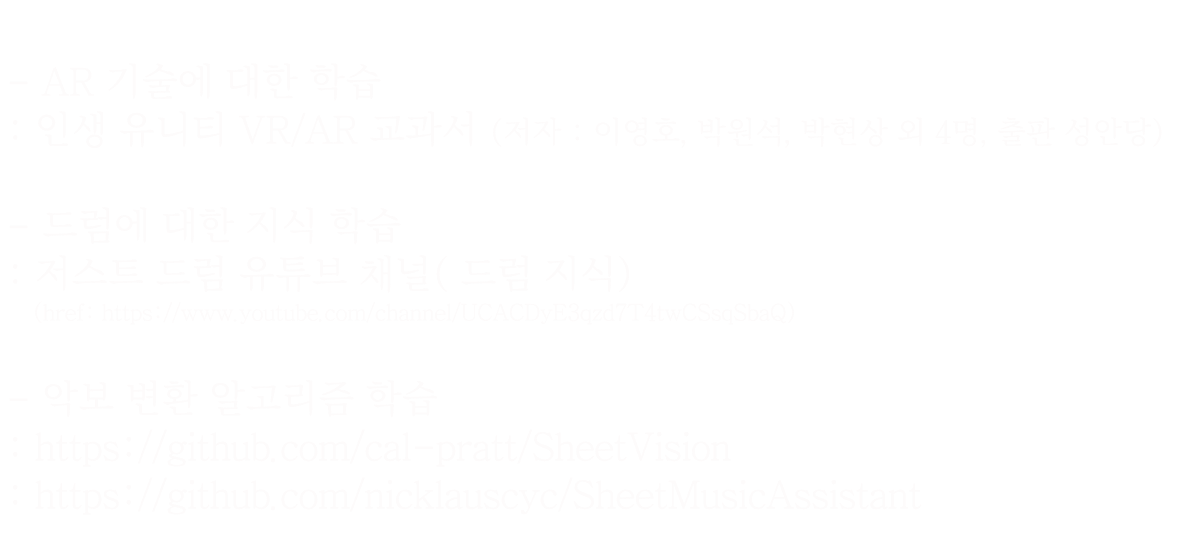 - AR 기술에 대한 학습
: 인생 유니티 VR/AR 교과서 (저자 : 이영호, 박원석, 박현상 외 4명, 출판 성안당)
- 드럼에 대한 지식 학습
: 저스트 드럼 유튜브 채널( 드럼 지식)
- 악보 변환 알고리즘 학습
: https://github.com/cal-pratt/SheetVision
: https://github.com/nicklauscyc/SheetMusicAssistant